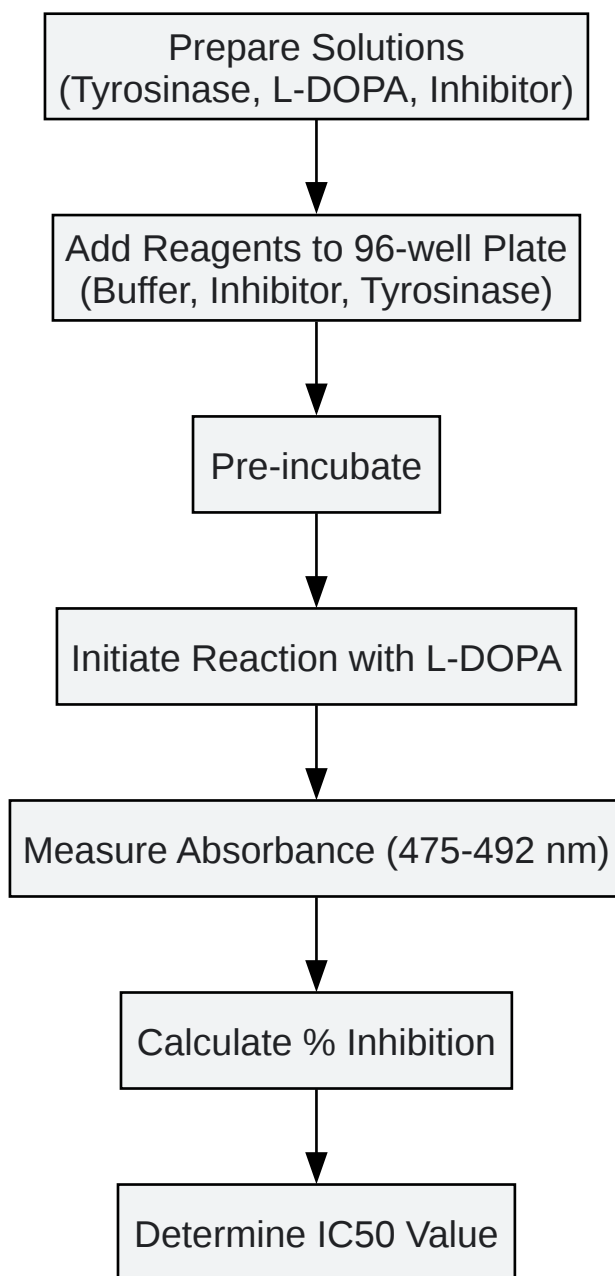 Prepare Solutions
(Tyrosinase, L-DOPA, Inhibitor)
Add Reagents to 96-well Plate
(Buffer, Inhibitor, Tyrosinase)
Pre-incubate
Initiate Reaction with L-DOPA
Measure Absorbance (475-492 nm)
Calculate % Inhibition
Determine IC50 Value